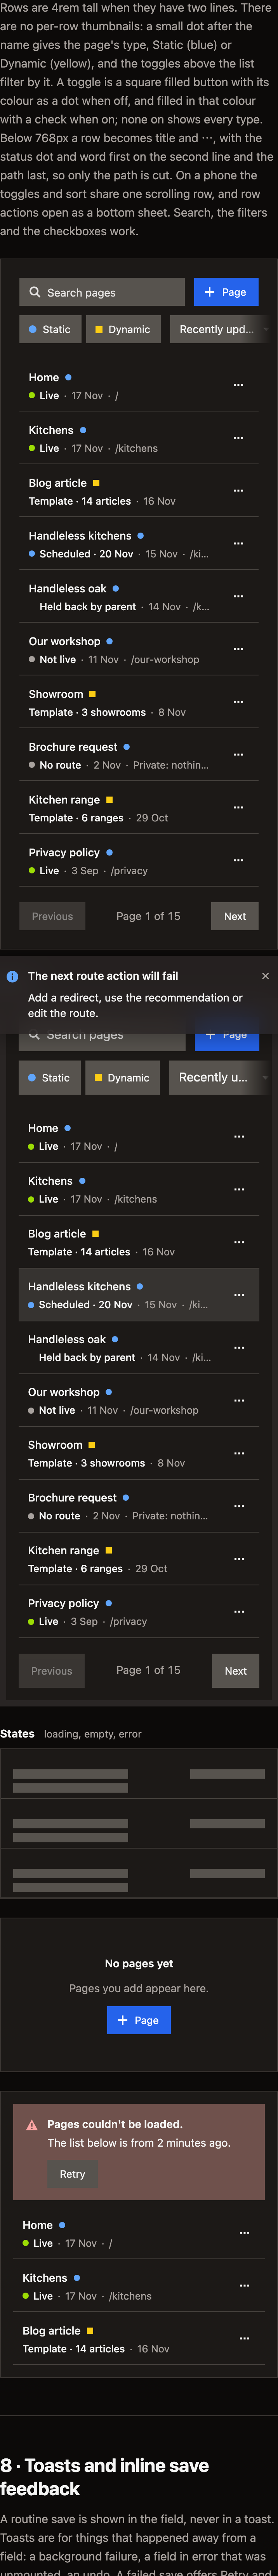 Rows are 4rem tall when they have two lines. There
are no per-row thumbnails: a small dot after the
name gives the page's type, Static (blue) or
Dynamic (yellow), and the toggles above the list
filter by it. A toggle is a square filled button with its
colour as a dot when off, and filled in that colour
with a check when on; none on shows every type.
Below 768px a row becomes title and ···, with the
status dot and word first on the second line and the
path last, so only the path is cut. On a phone the
toggles and sort share one scrolling row, and row
actions open as a bottom sheet. Search, the filters
and the checkboxes work.
Search pages
Page
Static
Dynamic
Recently upd...
Home
Live · 17 Nov · /
Kitchens
Live · 17 Nov · /kitchens
Blog article
Template · 14 articles · 16 Nov
Handleless kitchens
Scheduled · 20 Nov · 15 Nov · /ki...
Handleless oak
Held back by parent · 14 Nov · /k...
Our workshop
Not live · 11 Nov · /our-workshop
Showroom
Template · 3 showrooms · 8 Nov
Brochure request
No route · 2 Nov · Private: nothin...
Kitchen range
Template · 6 ranges · 29 Oct
Privacy policy
Live · 3 Sep · /privacy
Previous
Page 1 of 15
Next
The next route action will fail
Add a redirect, use the recommendation or
edit the route.
Search pages
Page
Static
Dynamic
Recently u...
Home
Live · 17 Nov · /
Kitchens
Live · 17 Nov · /kitchens
Blog article
Template · 14 articles · 16 Nov
Handleless kitchens
Scheduled · 20 Nov · 15 Nov · /ki...
Handleless oak
Held back by parent · 14 Nov · /ki...
Our workshop
Not live · 11 Nov · /our-workshop
Showroom
Template · 3 showrooms · 8 Nov
Brochure request
No route · 2 Nov · Private: nothin...
Kitchen range
Template · 6 ranges · 29 Oct
Privacy policy
Live · 3 Sep · /privacy
Previous
Page 1 of 15
Next
States loading, empty, error
No pages yet
Pages you add appear here.
Page
Pages couldn't be loaded.
The list below is from 2 minutes ago.
Retry
Home
Live · 17 Nov · /
Kitchens
Live · 17 Nov · /kitchens
Blog article
Template · 14 articles · 16 Nov
8 · Toasts and inline save
feedback
A routine save is shown in the field, never in a toast.
Toasts are for things that happened away from a
field: a background failure, a field in error that was
unmounted, an undo. A failed save offers Retry and